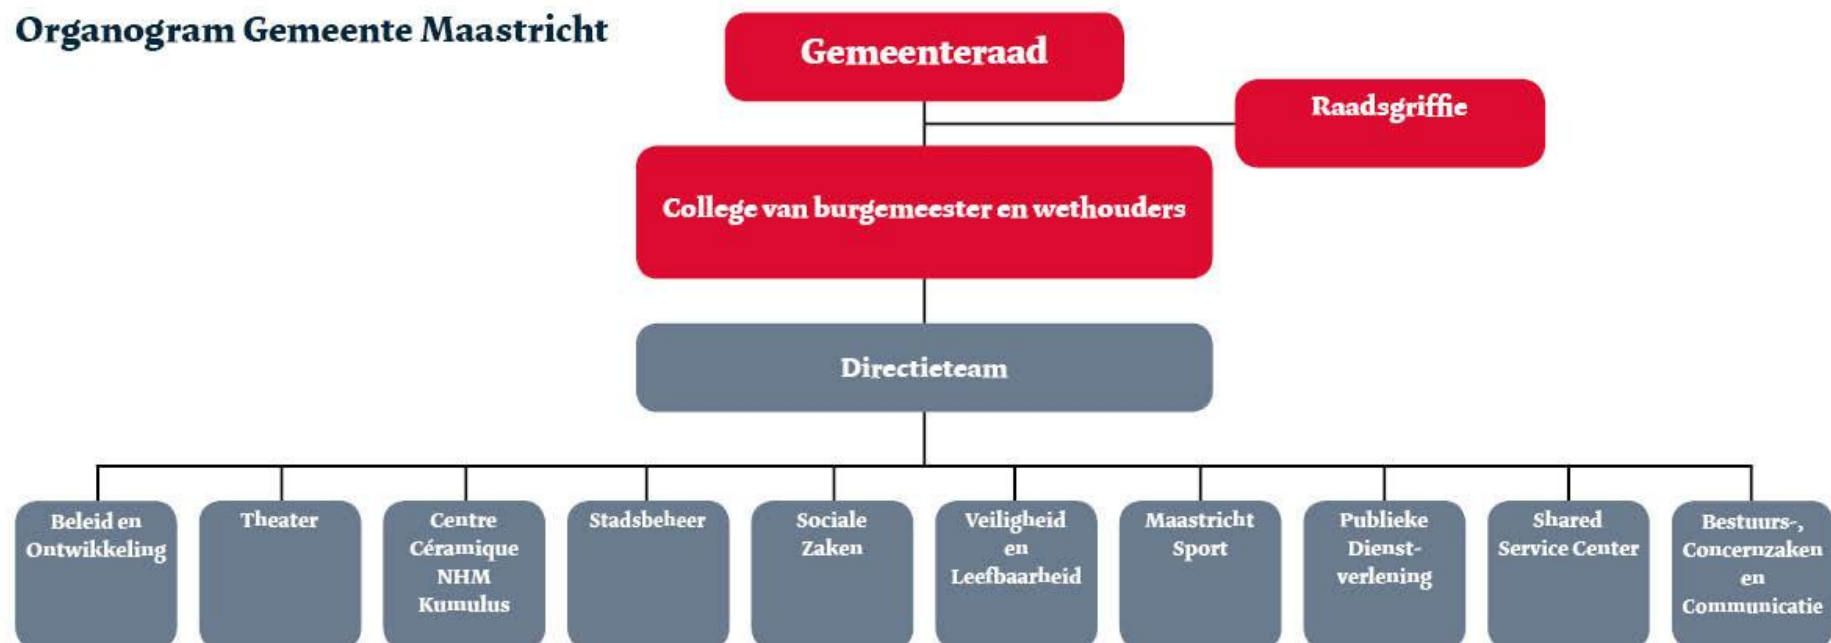 Organogram Gemeente Maastricht
Gemeenteraad
Raadsgriffie
College van burgemeester en wethouders
Directieteam
Beleid en
Ontwikkeling
Theater
Centre
Céramique
NHM
Kumulus
Stadsbeheer
Sociale
Zaken
Veiligheid
en
Leefbaarheid
Maastricht
Sport
Publieke
Dienst-
verlening
Shared
Service Center
Bestuurs-,
Concernzaken
en
Communicatie